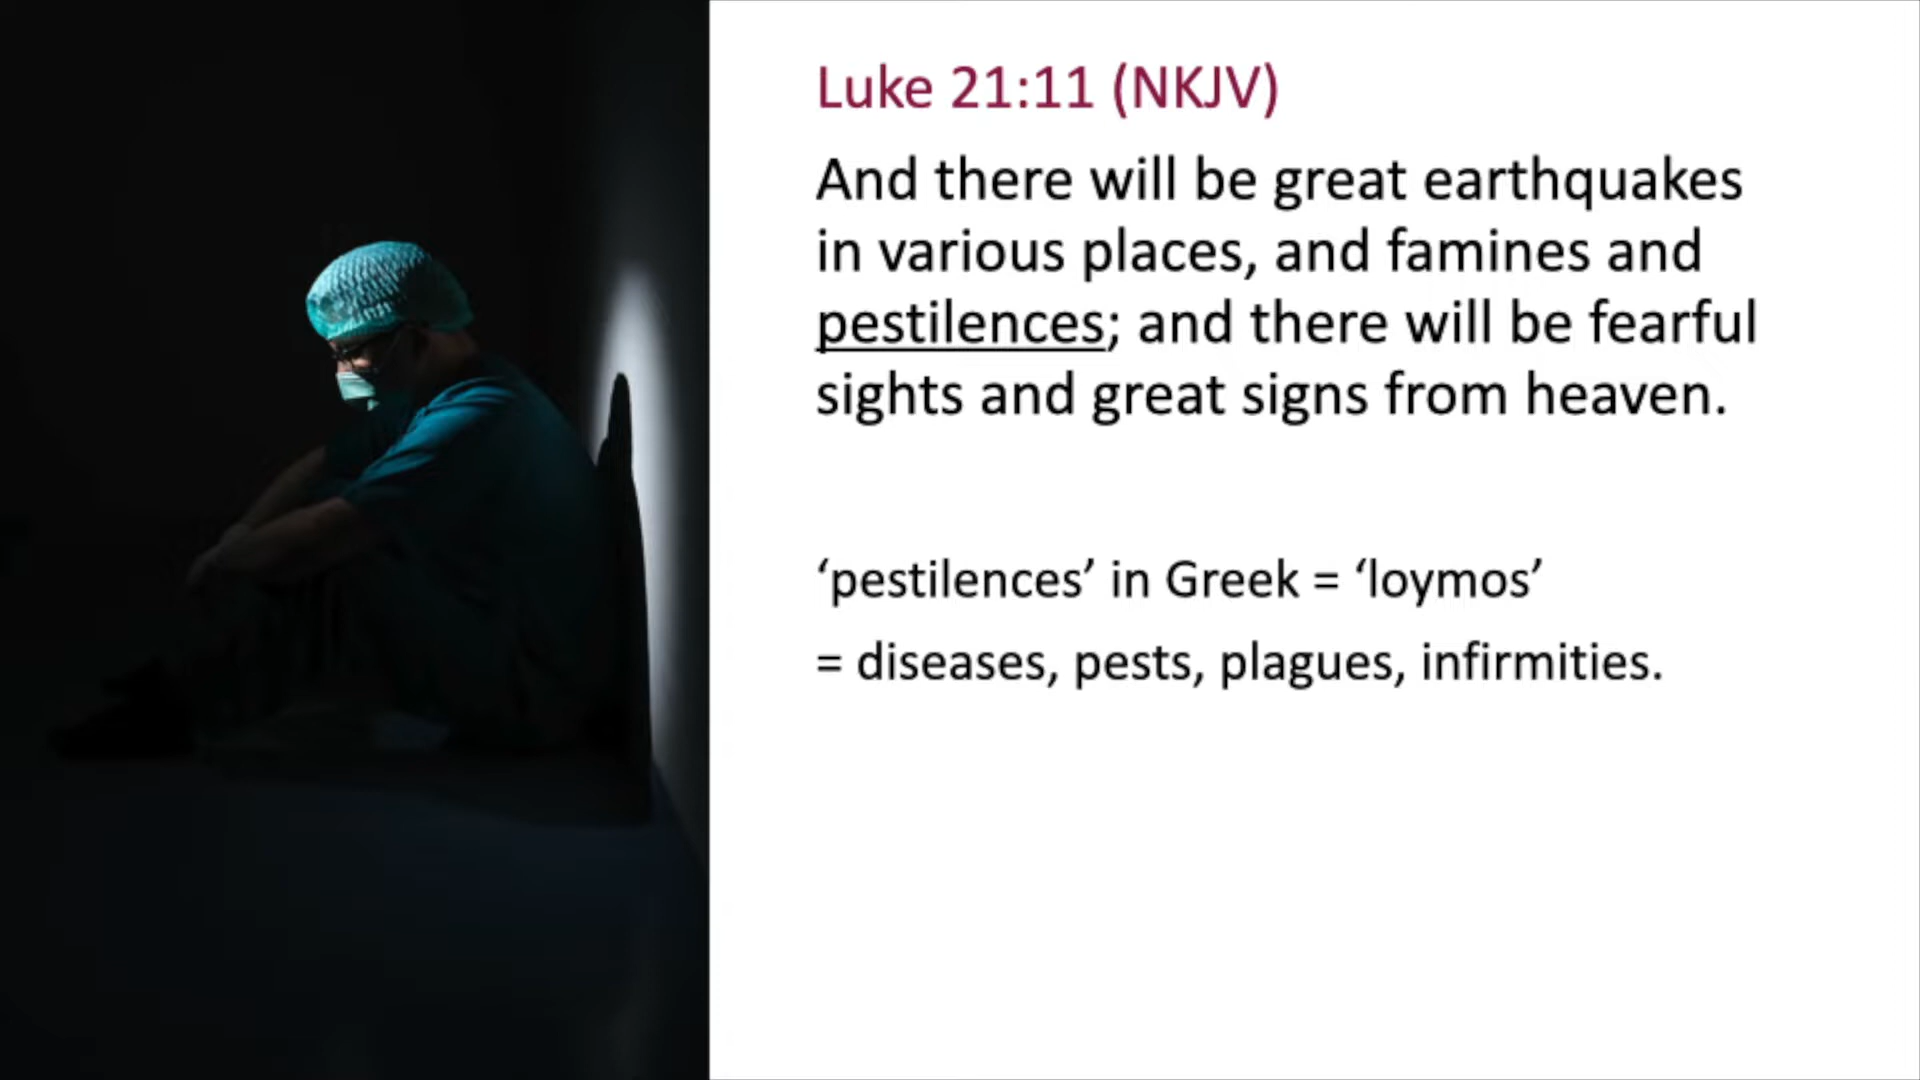 Luke 21:11 (NKJV)
And there will be great earthquakes
in various places, and famines and
pestilences; and there will be fearful
sights and great signs from heaven.
‘pestilences’ in Greek = ‘loymos’
= diseases, pests, plagues, infirmities.